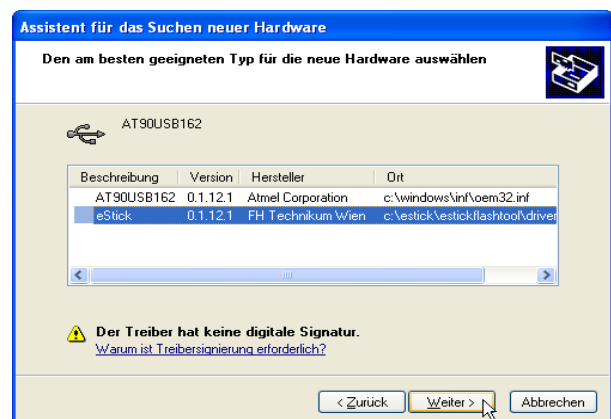 Assistent für das Suchen neuer Hardware
Den am besten geeigneten Typ für die neue Hardware auswählen
AT90USB162
Beschreibung Version Hersteller Ort
AT90USB162 0.1.12.1 Atmel Corporation c:\windows\inf\oem32.inf
eStick 0.1.12.1 FH Technikum Wien c:\estick\estickflashtool\driver
Der Treiber hat keine digitale Signatur.
Warum ist Treibersignierung erforderlich?
< Zurück Weiter > Abbrechen